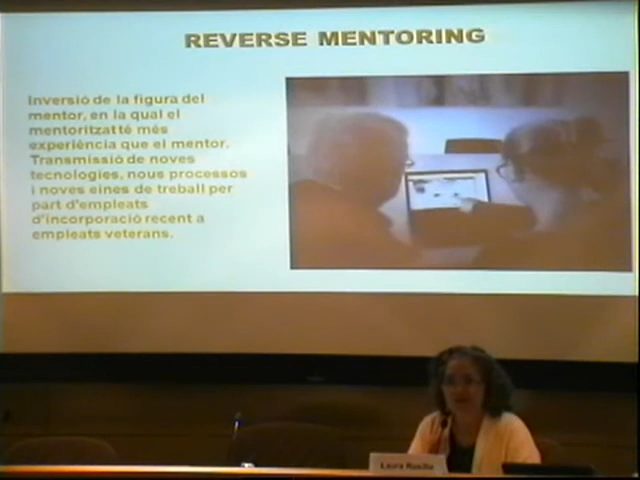 REVERSE MENTORING
Inversió de la figura del
mentor, en la qual el
mentoritzat té més
experiència que el mentor.
Transmissió de noves
tecnologies, nous processos
i noves eines de treball per
part d'empleats
d'incorporació recent a
empleats veterans.
Laura